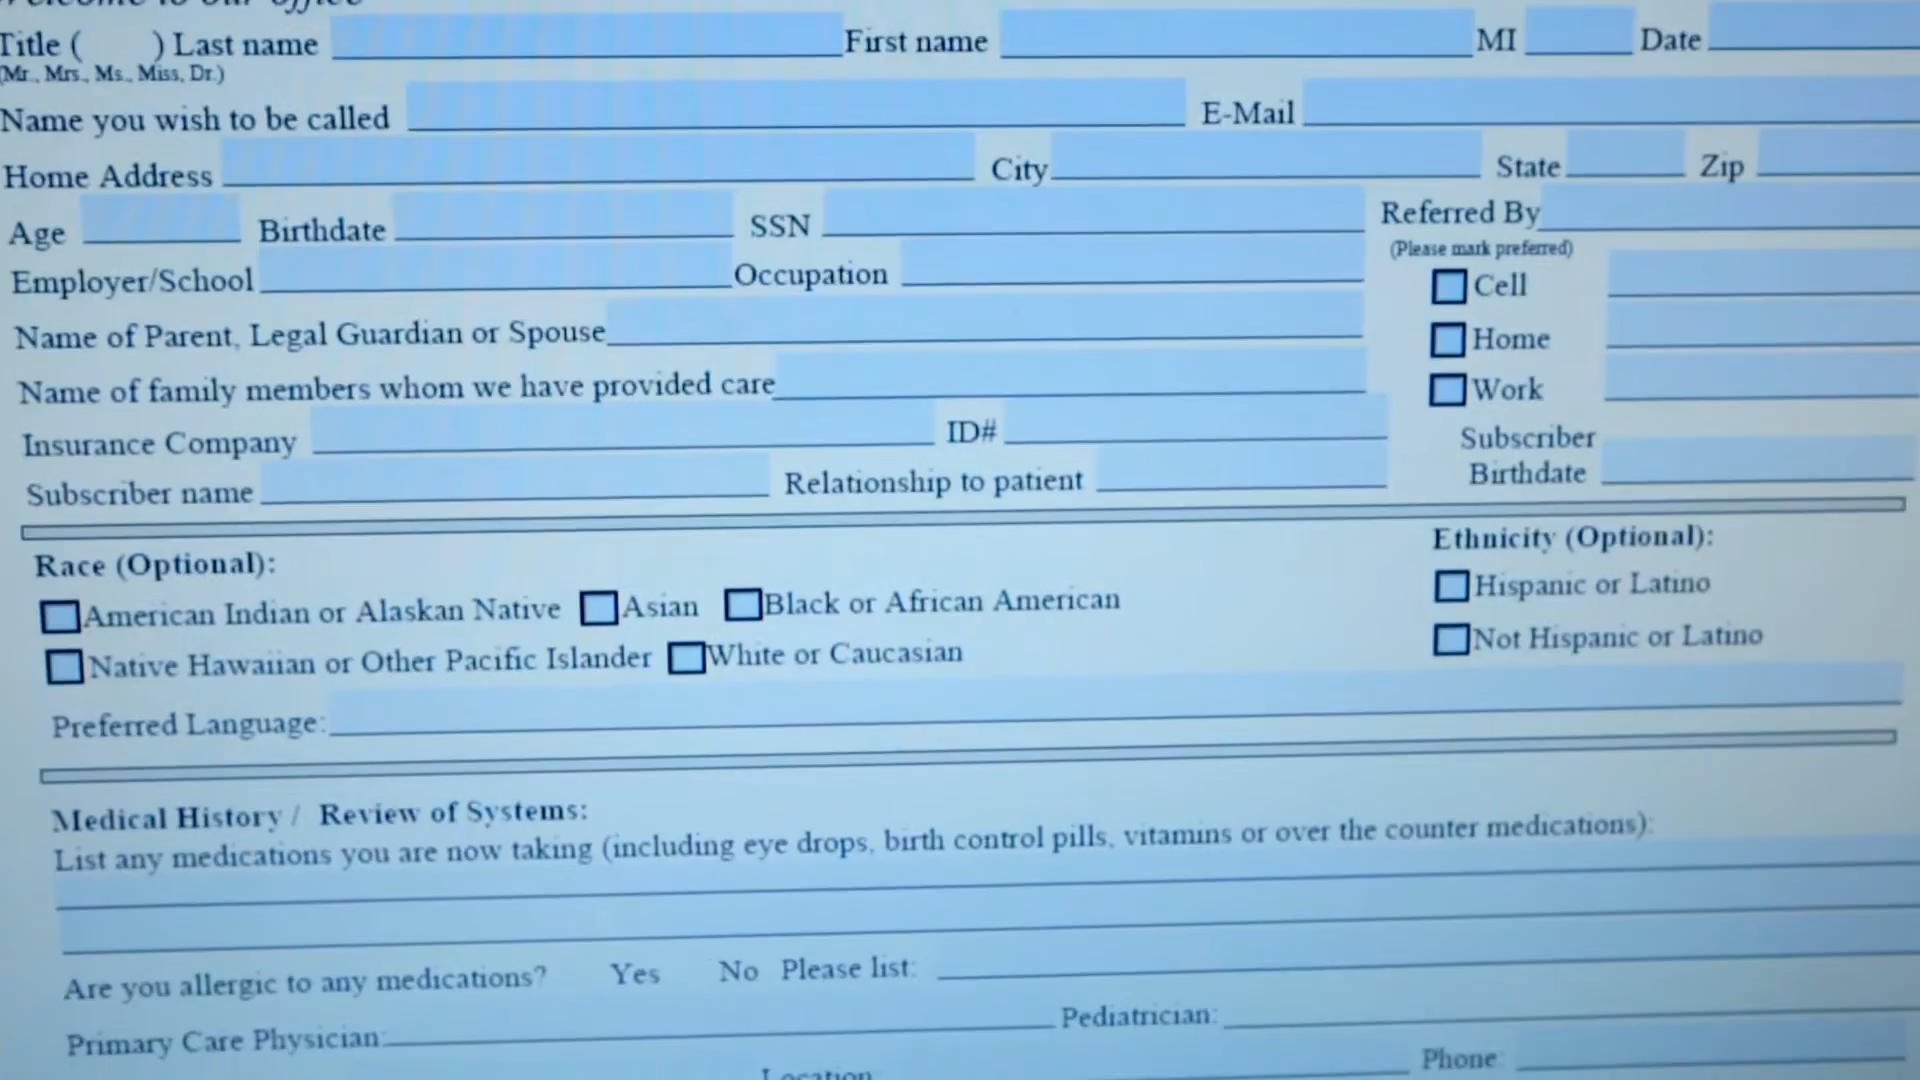 Welcome to our office
Title (      ) Last name First name MI Date
(Mr., Mrs., Ms., Miss, Dr.)
Name you wish to be called E-Mail
Home Address City State Zip
Age Birthdate SSN Referred By
(Please mark preferred)
Employer/School Occupation Cell
Name of Parent, Legal Guardian or Spouse Home
Name of family members whom we have provided care Work
Insurance Company ID# Subscriber
Subscriber name Relationship to patient Birthdate
Race (Optional): Ethnicity (Optional):
American Indian or Alaskan Native Asian Black or African American Hispanic or Latino
Native Hawaiian or Other Pacific Islander White or Caucasian Not Hispanic or Latino
Preferred Language:
Medical History / Review of Systems:
List any medications you are now taking (including eye drops, birth control pills, vitamins or over the counter medications):
Are you allergic to any medications? Yes No Please list:
Primary Care Physician: Pediatrician:
Location Phone: